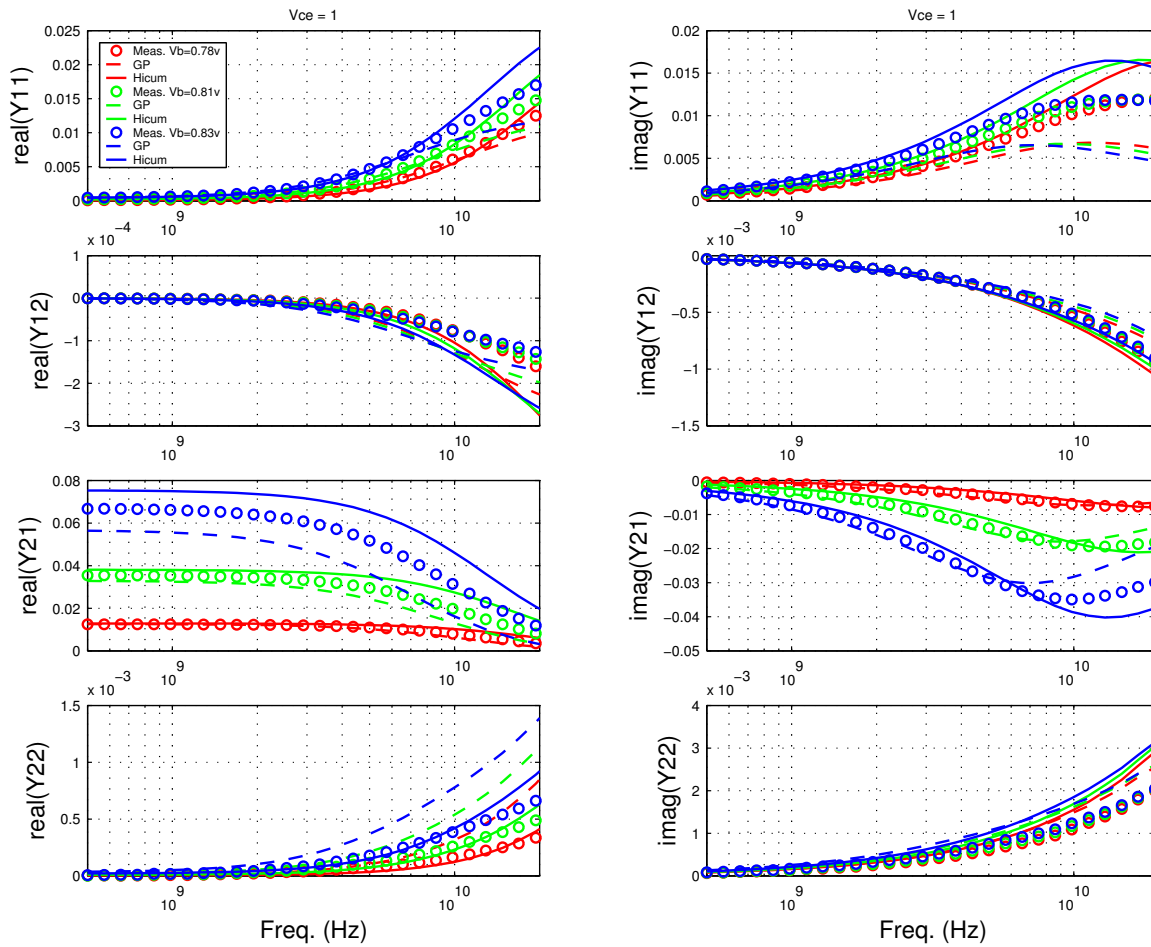 Vce = 1
0.025
0.02
0.015
0.01
0.005
0
real(Y11)
Meas. Vb=0.78v
GP
Hicum
Meas. Vb=0.81v
GP
Hicum
Meas. Vb=0.83v
GP
Hicum
10^9
10^10
Vce = 1
0.02
0.015
0.01
0.005
0
imag(Y11)
10^9
10^10
x 10^−4
1
0
−1
−2
−3
real(Y12)
10^9
10^10
x 10^−3
0
−0.5
−1
−1.5
imag(Y12)
10^9
10^10
0.08
0.06
0.04
0.02
0
real(Y21)
10^9
10^10
0
−0.01
−0.02
−0.03
−0.04
−0.05
imag(Y21)
10^9
10^10
x 10^−3
1.5
1
0.5
0
real(Y22)
10^9
10^10
Freq. (Hz)
x 10^−3
4
3
2
1
0
imag(Y22)
10^9
10^10
Freq. (Hz)